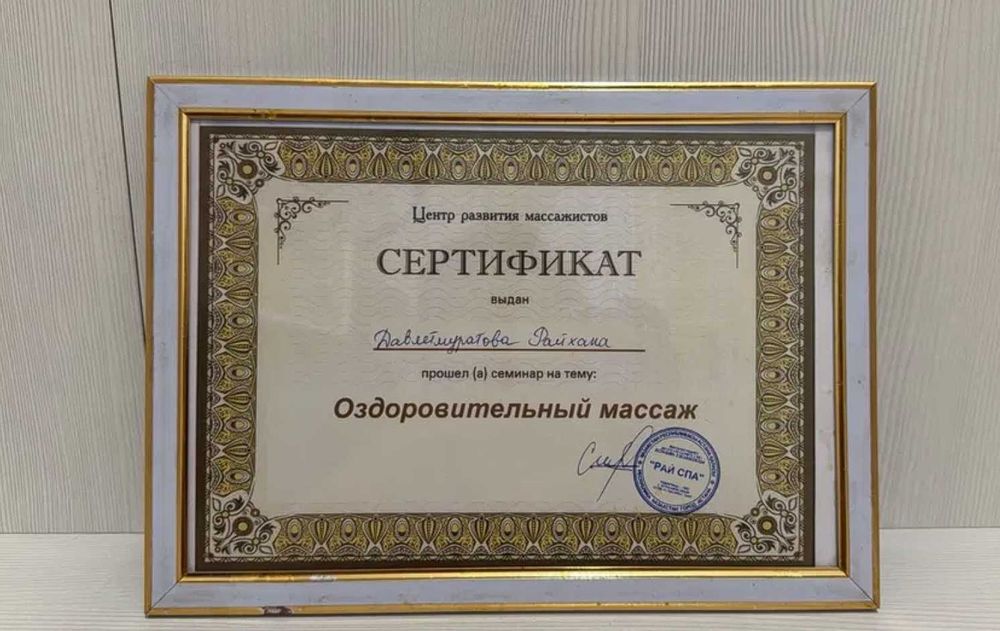 Центр развития массажистов
СЕРТИФИКАТ
выдан
Давлетмуратова Райхана
прошел (а) семинар на тему:
Оздоровительный массаж
"РАЙ СПА"